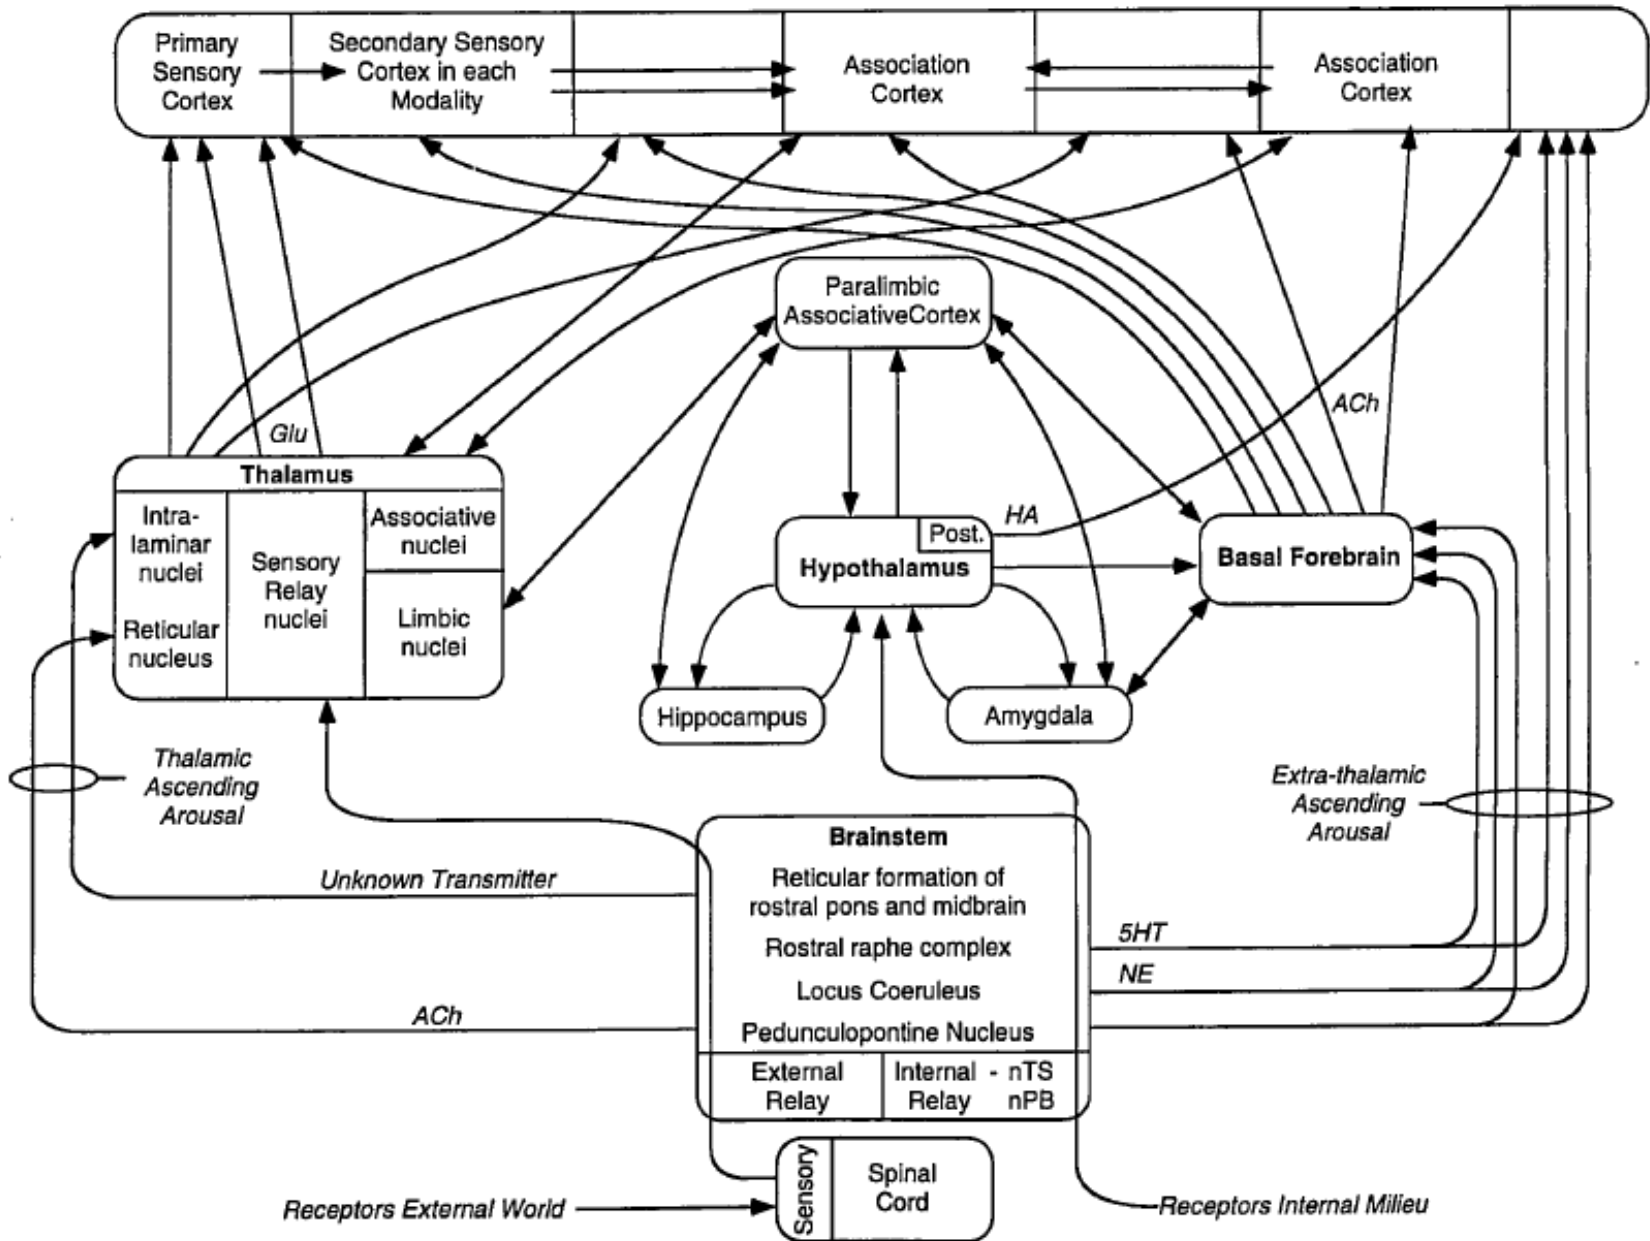 Primary
Sensory
Cortex
Secondary Sensory
Cortex in each
Modality
Association
Cortex
Association
Cortex
Paralimbic
AssociativeCortex
ACh
Glu
Thalamus
Intra-
laminar
nuclei
Reticular
nucleus
Sensory
Relay
nuclei
Associative
nuclei
Limbic
nuclei
Post.
HA
Hypothalamus
Basal Forebrain
Hippocampus
Amygdala
Thalamic
Ascending
Arousal
Extra-thalamic
Ascending
Arousal
Brainstem
Reticular formation of
rostral pons and midbrain
Rostral raphe complex
Locus Coeruleus
Pedunculopontine Nucleus
Unknown Transmitter
ACh
5HT
NE
External
Relay
Internal - nTS
Relay nPB
Sensory
Spinal
Cord
Receptors External World
Receptors Internal Milieu